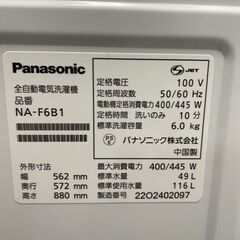 Panasonic
全自動電気洗濯機
品番
NA-F6B1
JET
定格電圧 100 V
定格周波数 50/60 Hz
電動機定格消費電力 400/445 W
定格時間 洗いのみ 10 分
標準洗濯容量 6.0 kg
パナソニック株式会社
中国製
外形寸法
幅 562 mm
奥行 572 mm
高さ 880 mm
最大消費電力 400/445 W
標準水量 49 L
標準使用水量 116 L
製造番号 22O2402097